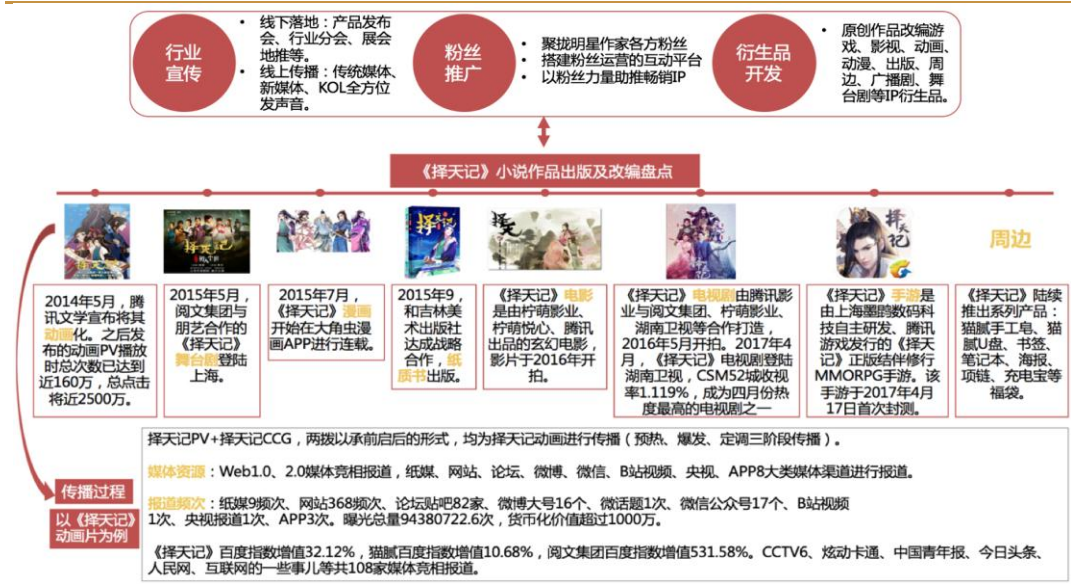 行业
宣传
• 线下落地：产品发布
会、行业分会、展会
地推等。
• 线上传播：传统媒体、
新媒体、KOL全方位
发声音。
粉丝
推广
• 聚拢明星作家各方粉丝
• 搭建粉丝运营的互动平台
• 以粉丝力量助推畅销IP
衍生品
开发
• 原创作品改编游
戏、影视、动画、
动漫、出版、周
边、广播剧、舞
台剧等IP衍生品。
《择天记》小说作品出版及改编盘点
择天记
择天记
择天
择天记
周边
2014年5月，腾
讯文学宣布将其
动画化。之后发
布的动画PV播放
时总次数已达到
近160万，总点击
将近2500万。
2015年5月，
阅文集团与
朋艺合作的
《择天记》
舞台剧登陆
上海。
2015年7月，
《择天记》漫画
开始在大角虫漫
画APP进行连载。
2015年9，
和吉林美
术出版社
达成战略
合作，纸
质书出版。
《择天记》电影
是由柠萌影业、
柠萌悦心、腾讯
出品的玄幻电影，
影片于2016年开
拍。
《择天记》电视剧由腾讯影
业与阅文集团、柠萌影业、
湖南卫视等合作打造，
2016年5月开拍。2017年4
月，《择天记》电视剧登陆
湖南卫视，CSM52城收视
率1.119%，成为四月份热
度最高的电视剧之一
《择天记》手游是
由上海墨鹍数码科
技自主研发、腾讯
游戏发行的《择天
记》正版结伴修行
MMORPG手游。该
手游于2017年4月
17日首次封测。
《择天记》陆续
推出系列产品：
猫腻手工皂、猫
腻U盘、书签、
笔记本、海报、
项链、充电宝等
福袋。
传播过程
以《择天记》
动画片为例
择天记PV+择天记CCG，两拨以承前启后的形式，均为择天记动画进行传播（预热、爆发、定调三阶段传播）。
媒体资源：Web1.0、2.0媒体竞相报道，纸媒、网站、论坛、微博、微信、B站视频、央视、APP8大类媒体渠道进行报道。
报道频次：纸媒9频次、网站368频次、论坛贴吧82家、微博大号16个、微话题1次、微信公众号17个、B站视频
1次、央视报道1次、APP3次。曝光总量94380722.6次，货币化价值超过1000万。
《择天记》百度指数增值32.12%，猫腻百度指数增值10.68%，阅文集团百度指数增值531.58%。CCTV6、炫动卡通、中国青年报、今日头条、
人民网、互联网的一些事儿等共108家媒体竞相报道。